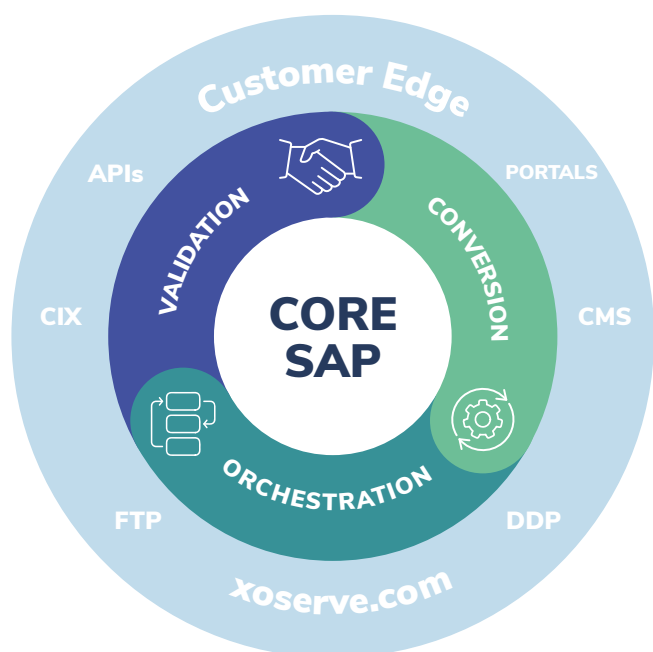 Customer Edge
APIs
PORTALS
VALIDATION
CONVERSION
CIX
CORE
SAP
CMS
ORCHESTRATION
FTP
DDP
xoserve.com